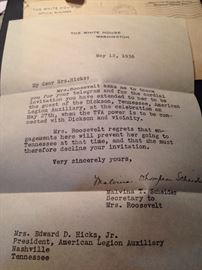 THE WHITE HOUSE
WASHINGTON
May 12, 1936
My dear Mrs. Hicks:
Mrs. Roosevelt asks me to thank
you for your telegram and for the cordial
invitation you have extended to her to be
the guest of the Dickson, Tennessee, American
Legion Auxiliary, at the celebration on
May 27th, when the TVA power is to be con-
nected with Dickson and vicinity.
Mrs. Roosevelt regrets that en-
gagements here will prevent her going to
Tennessee at that time, and that she must
therefore decline your invitation.
Very sincerely yours,
Malvina Thompson Scheider
Malvina T. Scheider
Secretary to
Mrs. Roosevelt
Mrs. Edward D. Hicks, Jr.
President, American Legion Auxiliary
Nashville
Tennessee